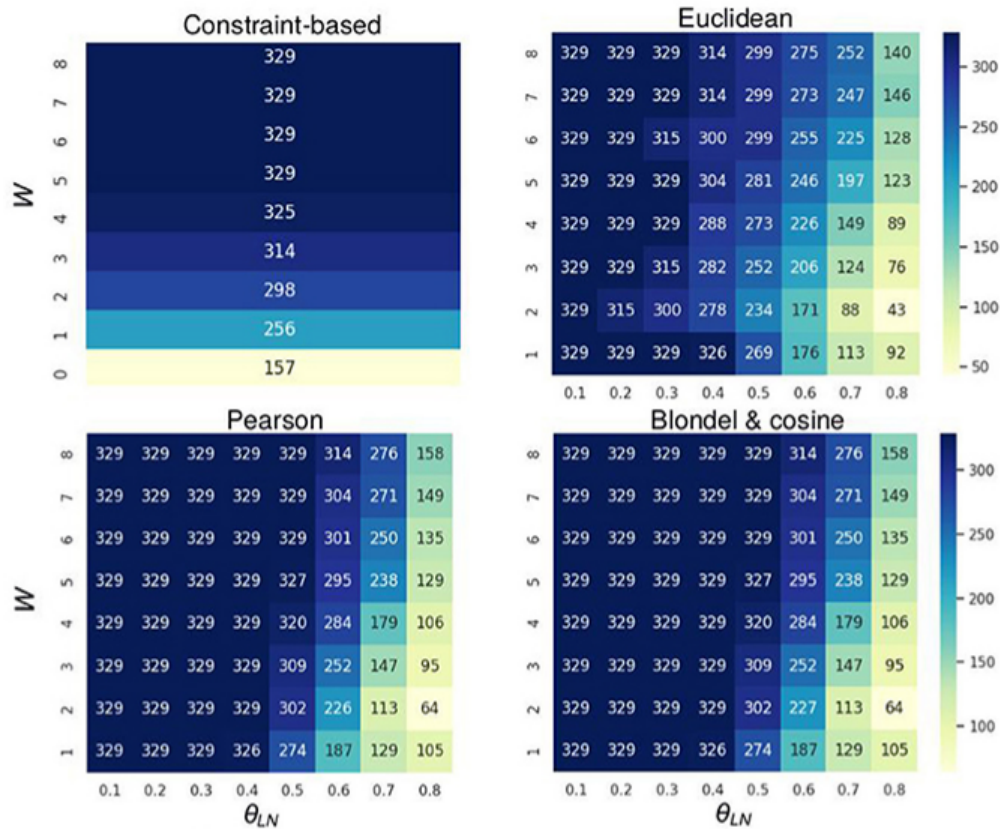 Constraint-based
8 329
7 329
6 329
5 329
4 325
3 314
2 298
1 256
0 157
W
Euclidean
8 329 329 329 314 299 275 252 140
7 329 329 329 314 299 273 247 146
6 329 329 315 300 299 255 225 128
5 329 329 329 304 281 246 197 123
4 329 329 329 288 273 226 149 89
3 329 329 315 282 252 206 124 76
2 329 315 300 278 234 171 88 43
1 329 329 329 326 269 176 113 92
0.1 0.2 0.3 0.4 0.5 0.6 0.7 0.8
300
250
200
150
100
50
Pearson
8 329 329 329 329 329 314 276 158
7 329 329 329 329 329 304 271 149
6 329 329 329 329 329 301 250 135
5 329 329 329 329 327 295 238 129
4 329 329 329 329 320 284 179 106
3 329 329 329 329 309 252 147 95
2 329 329 329 329 302 226 113 64
1 329 329 329 326 274 187 129 105
0.1 0.2 0.3 0.4 0.5 0.6 0.7 0.8
W
θLN
Blondel & cosine
8 329 329 329 329 329 314 276 158
7 329 329 329 329 329 304 271 149
6 329 329 329 329 329 301 250 135
5 329 329 329 329 327 295 238 129
4 329 329 329 329 320 284 179 106
3 329 329 329 329 309 252 147 95
2 329 329 329 329 302 227 113 64
1 329 329 329 326 274 187 129 105
0.1 0.2 0.3 0.4 0.5 0.6 0.7 0.8
θLN
300
250
200
150
100